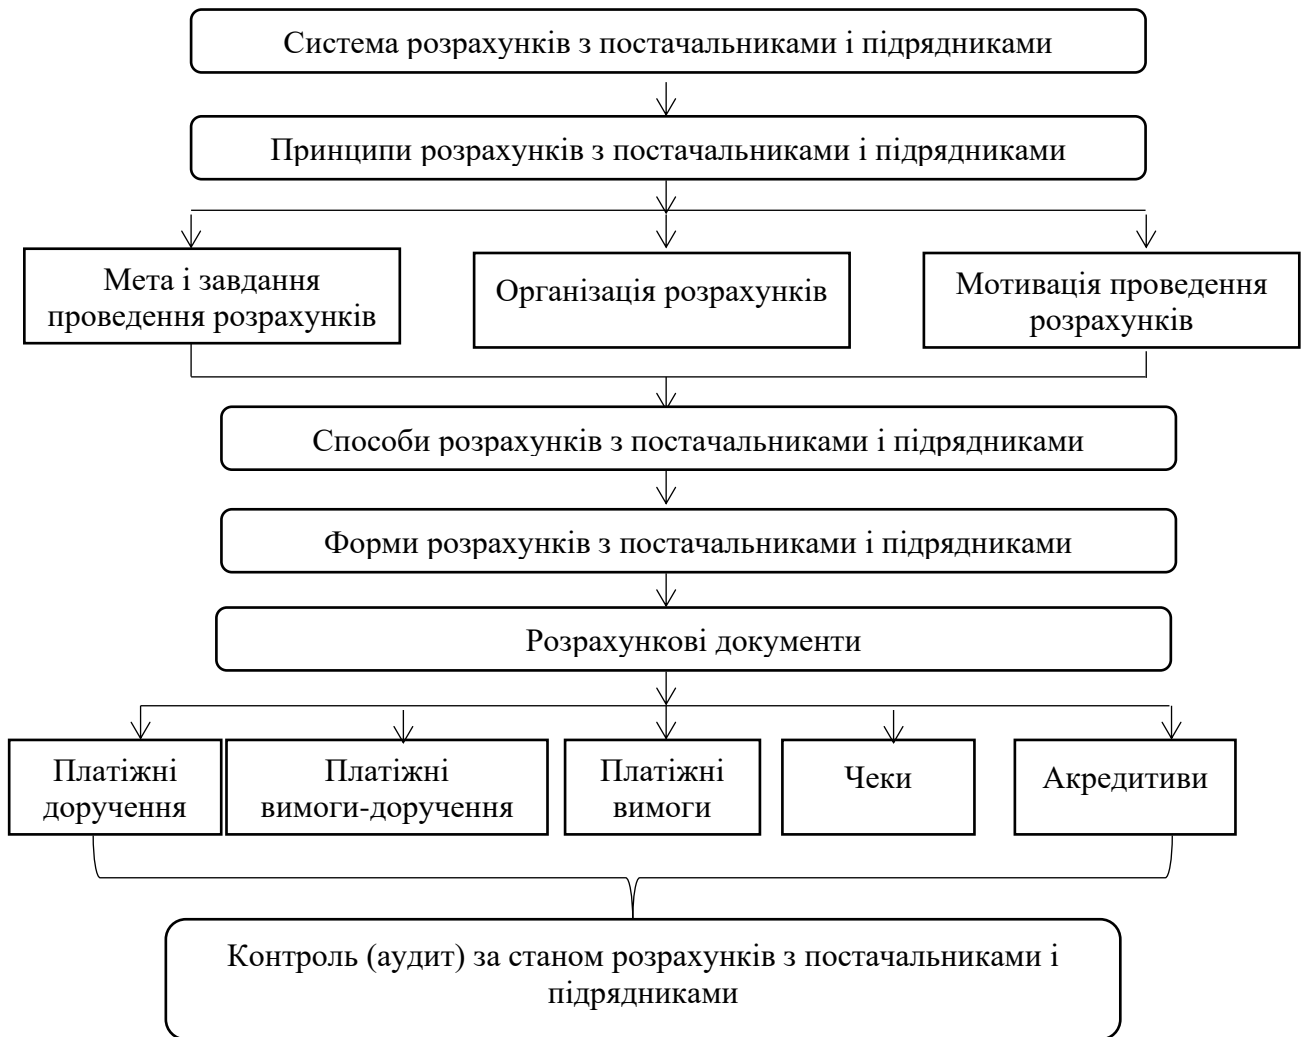 Система розрахунків з постачальниками і підрядниками
Принципи розрахунків з постачальниками і підрядниками
Мета і завдання
проведення розрахунків
Організація розрахунків
Мотивація проведення
розрахунків
Способи розрахунків з постачальниками і підрядниками
Форми розрахунків з постачальниками і підрядниками
Розрахункові документи
Платіжні
доручення
Платіжні
вимоги-доручення
Платіжні
вимоги
Чеки
Акредитиви
Контроль (аудит) за станом розрахунків з постачальниками і
підрядниками